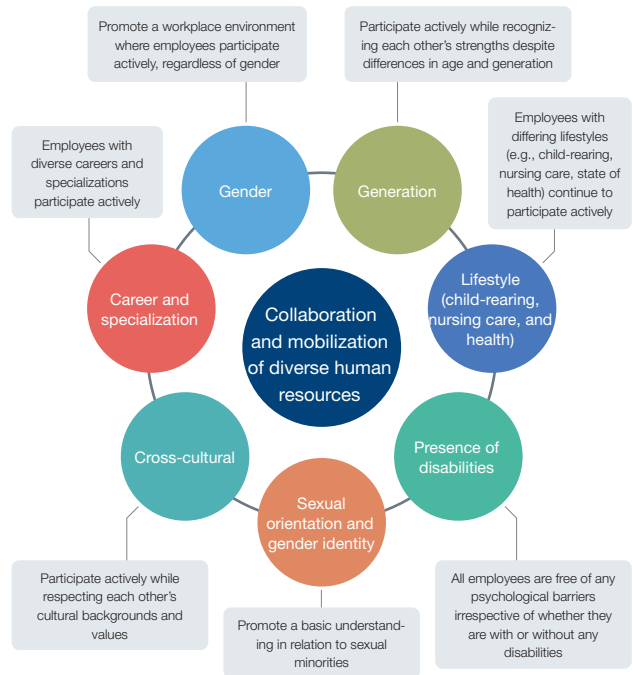 Promote a workplace environment
where employees participate
actively, regardless of gender
Participate actively while recogniz-
ing each other's strengths despite
differences in age and generation
Employees with
diverse careers and
specializations
participate actively
Employees with
differing lifestyles
(e.g., child-rearing,
nursing care, state of
health) continue to
participate actively
Gender
Generation
Career and
specialization
Lifestyle
(child-rearing,
nursing care, and
health)
Collaboration
and mobilization
of diverse human
resources
Cross-cultural
Presence of
disabilities
Sexual
orientation and
gender identity
Participate actively while
respecting each other's
cultural backgrounds and
values
Promote a basic understand-
ing in relation to sexual
minorities
All employees are free of any
psychological barriers
irrespective of whether they
are with or without any
disabilities